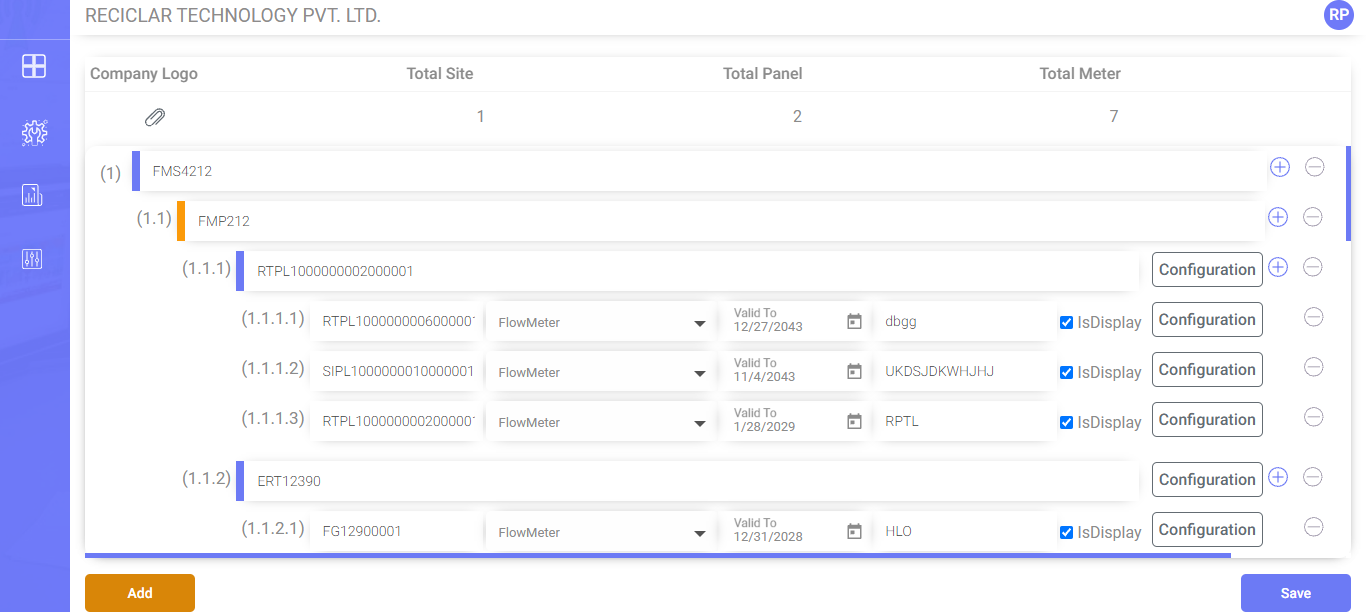 RECICLAR TECHNOLOGY PVT. LTD.
RP
Company Logo Total Site Total Panel Total Meter
1 2 7
(1) FMS4212
(1.1) FMP212
(1.1.1) RTPL1000000002000001 Configuration
(1.1.1.1) RTPL100000000600000 FlowMeter Valid To 12/27/2043 dbgg IsDisplay Configuration
(1.1.1.2) SIPL1000000010000001 FlowMeter Valid To 11/4/2043 UKDSJDKWHJHJ IsDisplay Configuration
(1.1.1.3) RTPL100000000200000 FlowMeter Valid To 1/28/2029 RPTL IsDisplay Configuration
(1.1.2) ERT12390 Configuration
(1.1.2.1) FG12900001 FlowMeter Valid To 12/31/2028 HLO IsDisplay Configuration
Add Save